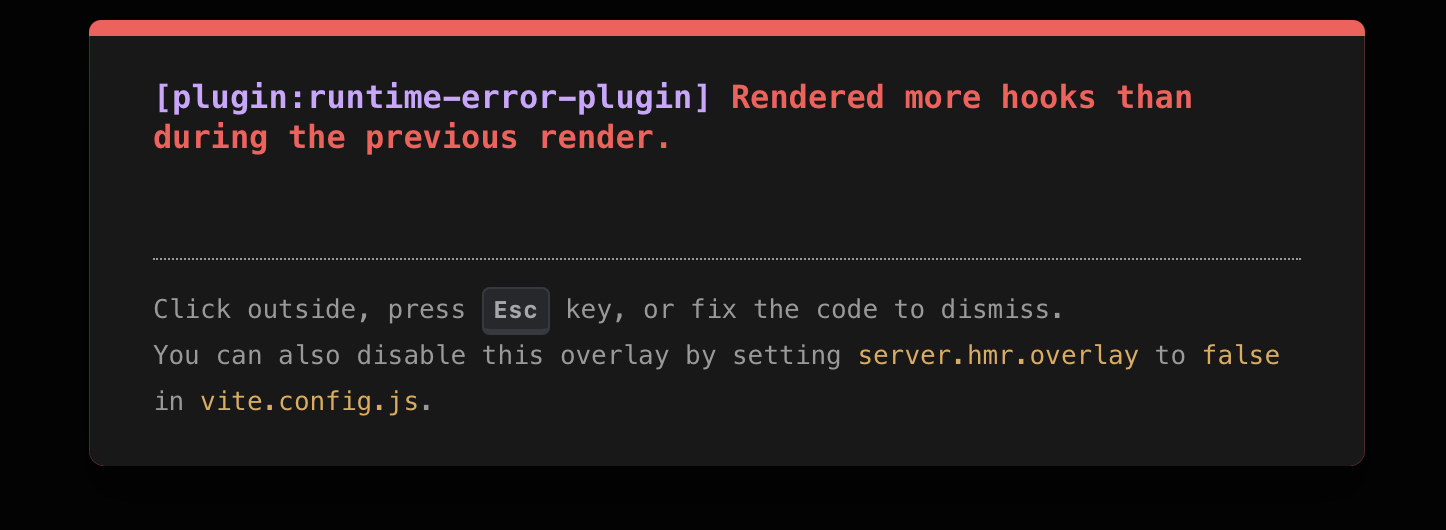 [plugin:runtime-error-plugin] Rendered more hooks than
during the previous render.
Click outside, press Esc key, or fix the code to dismiss.
You can also disable this overlay by setting server.hmr.overlay to false
in vite.config.js.